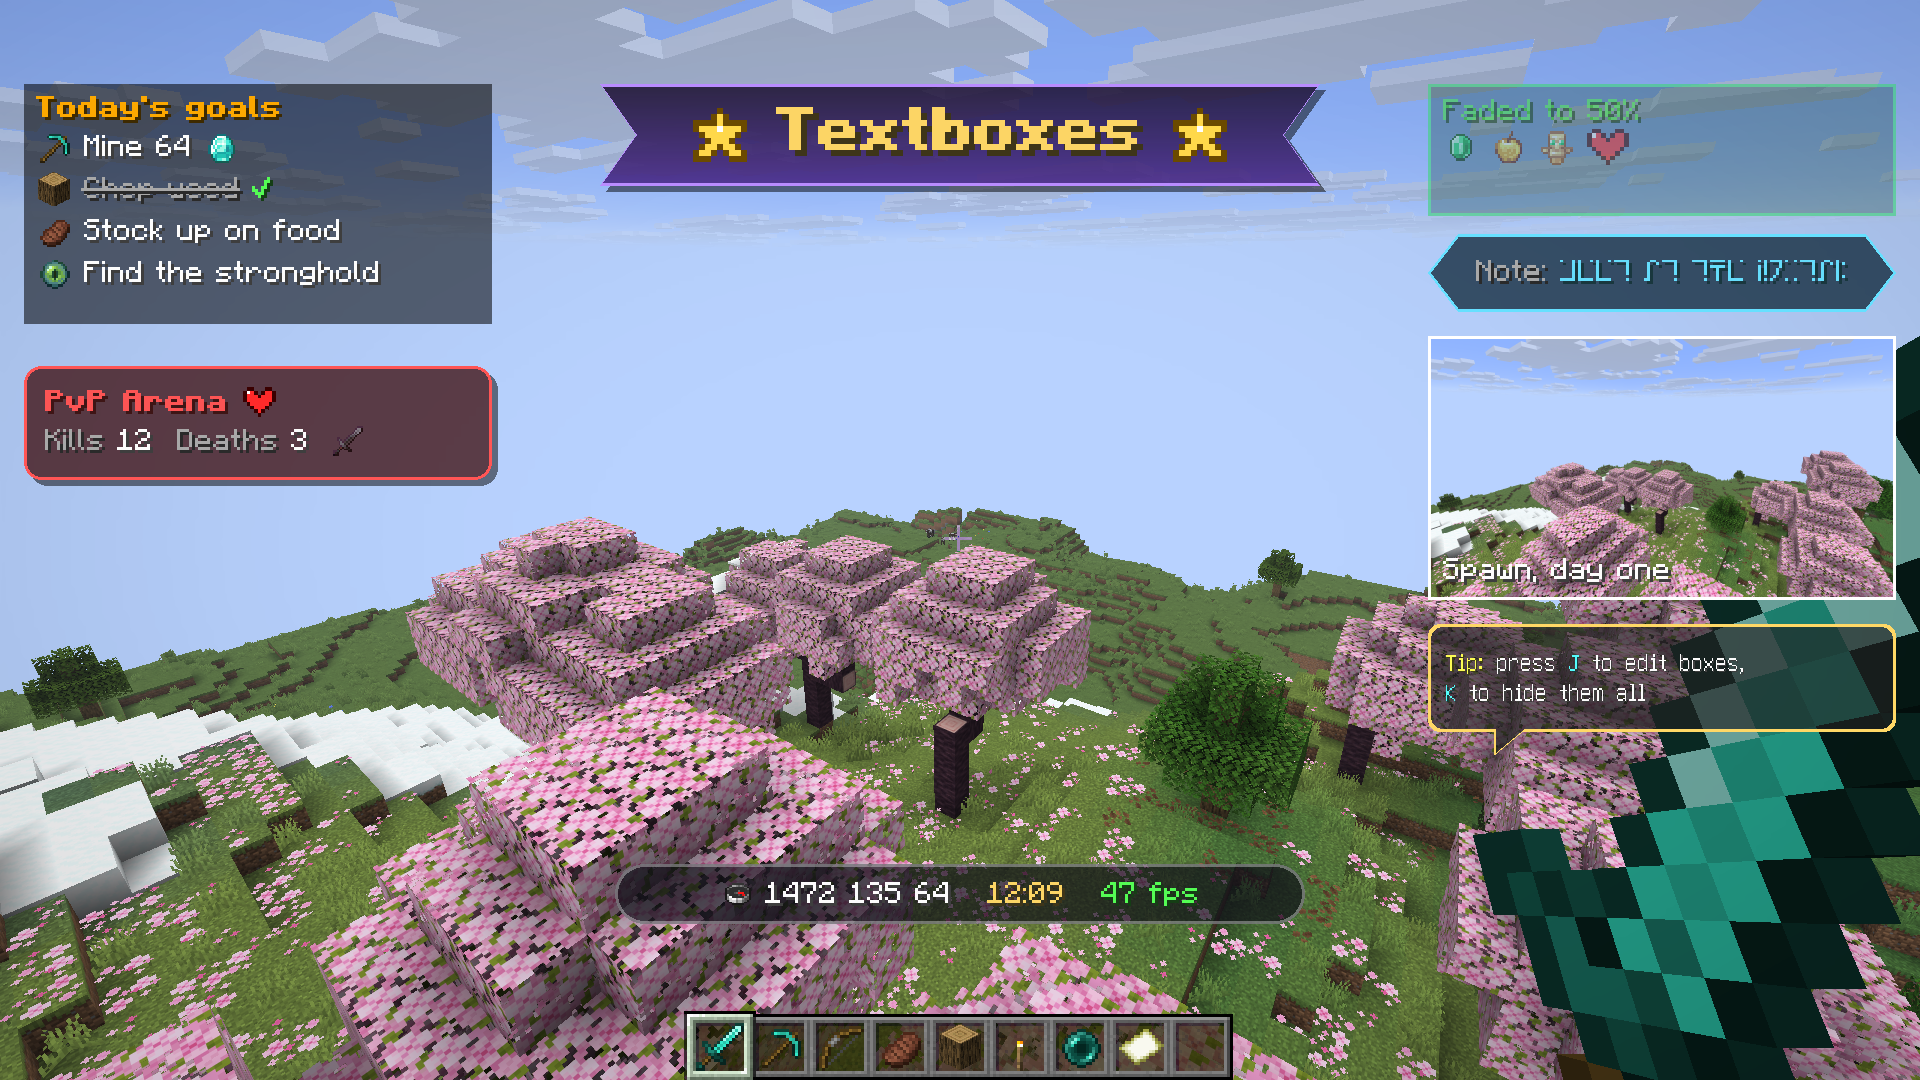 Today's goals
Mine 64
Chop wood
Stock up on food
Find the stronghold
PvP Arena
Kills 12 Deaths 3
Textboxes
Faded to 50%
Note:
Spawn, day one
Tip: press J to edit boxes,
K to hide them all
1472 135 64 12:09 47 fps